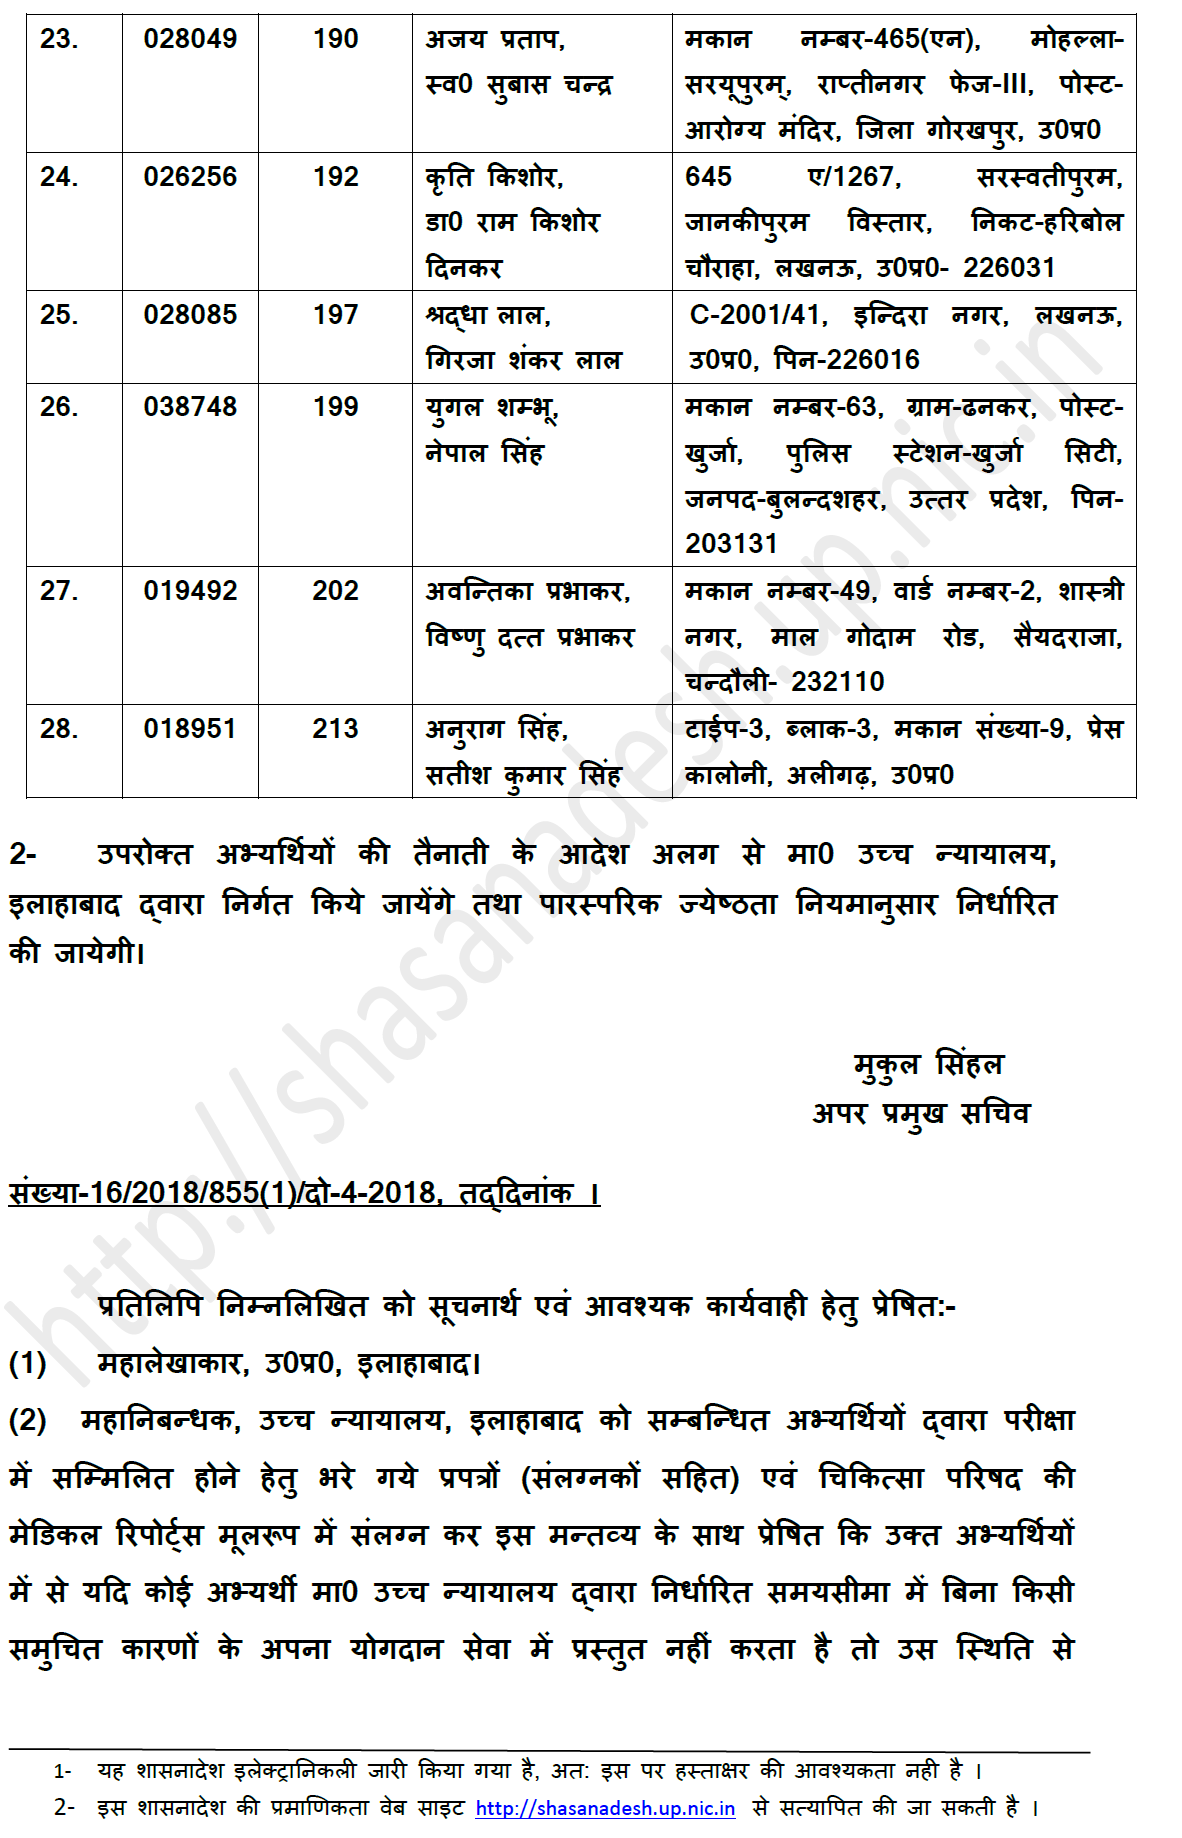 23. 028049 190 अजय प्रताप, मकान नम्बर-465(एन), मोहल्ला-
स्व0 सुबास चन्द्र सरयूपुरम्, राप्तीनगर फेज-III, पोस्ट-
आरोग्य मंदिर, जिला गोरखपुर, उ0प्र0
24. 026256 192 कृति किशोर, 645 ए/1267, सरस्वतीपुरम,
डा0 राम किशोर जानकीपुरम विस्तार, निकट-हरिबोल
दिनकर चौराहा, लखनऊ, उ0प्र0- 226031
25. 028085 197 श्रद्धा लाल, C-2001/41, इन्दिरा नगर, लखनऊ,
गिरजा शंकर लाल उ0प्र0, पिन-226016
26. 038748 199 युगल शम्भू, मकान नम्बर-63, ग्राम-ढनकर, पोस्ट-
नेपाल सिंह खुर्जा, पुलिस स्टेशन-खुर्जा सिटी,
जनपद-बुलन्दशहर, उत्तर प्रदेश, पिन-
203131
27. 019492 202 अवन्तिका प्रभाकर, मकान नम्बर-49, वार्ड नम्बर-2, शास्त्री
विष्णु दत्त प्रभाकर नगर, माल गोदाम रोड, सैयदराजा,
चन्दौली- 232110
28. 018951 213 अनुराग सिंह, टाईप-3, ब्लाक-3, मकान संख्या-9, प्रेस
सतीश कुमार सिंह कालोनी, अलीगढ़, उ0प्र0
2- उपरोक्त अभ्यर्थियों की तैनाती के आदेश अलग से मा0 उच्च न्यायालय,
इलाहाबाद द्वारा निर्गत किये जायेंगे तथा पारस्परिक ज्येष्ठता नियमानुसार निर्धारित
की जायेगी।
मुकुल सिंहल
अपर प्रमुख सचिव
संख्या-16/2018/855(1)/दो-4-2018, तद्दिनांक ।
प्रतिलिपि निम्नलिखित को सूचनार्थ एवं आवश्यक कार्यवाही हेतु प्रेषित:-
(1) महालेखाकार, उ0प्र0, इलाहाबाद।
(2) महानिबन्धक, उच्च न्यायालय, इलाहाबाद को सम्बन्धित अभ्यर्थियों द्वारा परीक्षा
में सम्मिलित होने हेतु भरे गये प्रपत्रों (संलग्नकों सहित) एवं चिकित्सा परिषद की
मेडिकल रिपोर्ट्स मूलरूप में संलग्न कर इस मन्तव्य के साथ प्रेषित कि उक्त अभ्यर्थियों
में से यदि कोई अभ्यर्थी मा0 उच्च न्यायालय द्वारा निर्धारित समयसीमा में बिना किसी
समुचित कारणों के अपना योगदान सेवा में प्रस्तुत नहीं करता है तो उस स्थिति से
1- यह शासनादेश इलेक्ट्रानिकली जारी किया गया है, अत: इस पर हस्ताक्षर की आवश्यकता नही है ।
2- इस शासनादेश की प्रमाणिकता वेब साइट http://shasanadesh.up.nic.in से सत्यापित की जा सकती है ।
http://shasanadesh.up.nic.in